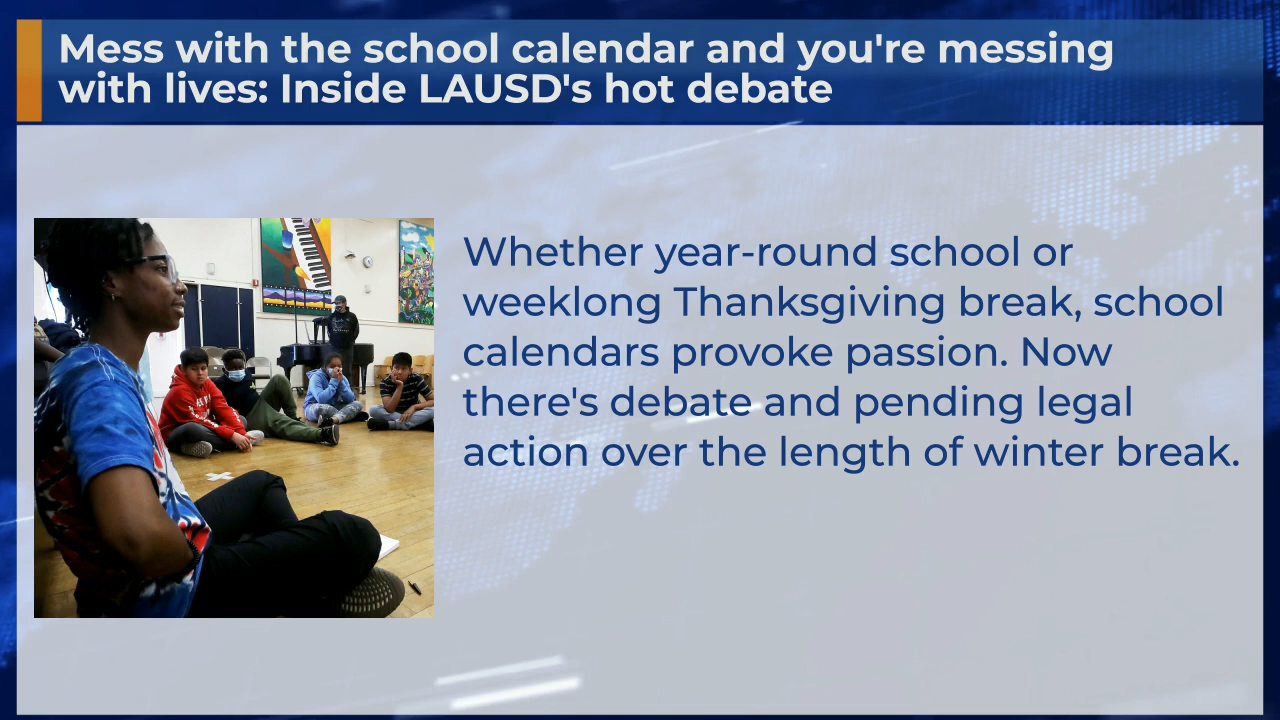 Mess with the school calendar and you're messing
with lives: Inside LAUSD's hot debate
Whether year-round school or
weeklong Thanksgiving break, school
calendars provoke passion. Now
there's debate and pending legal
action over the length of winter break.